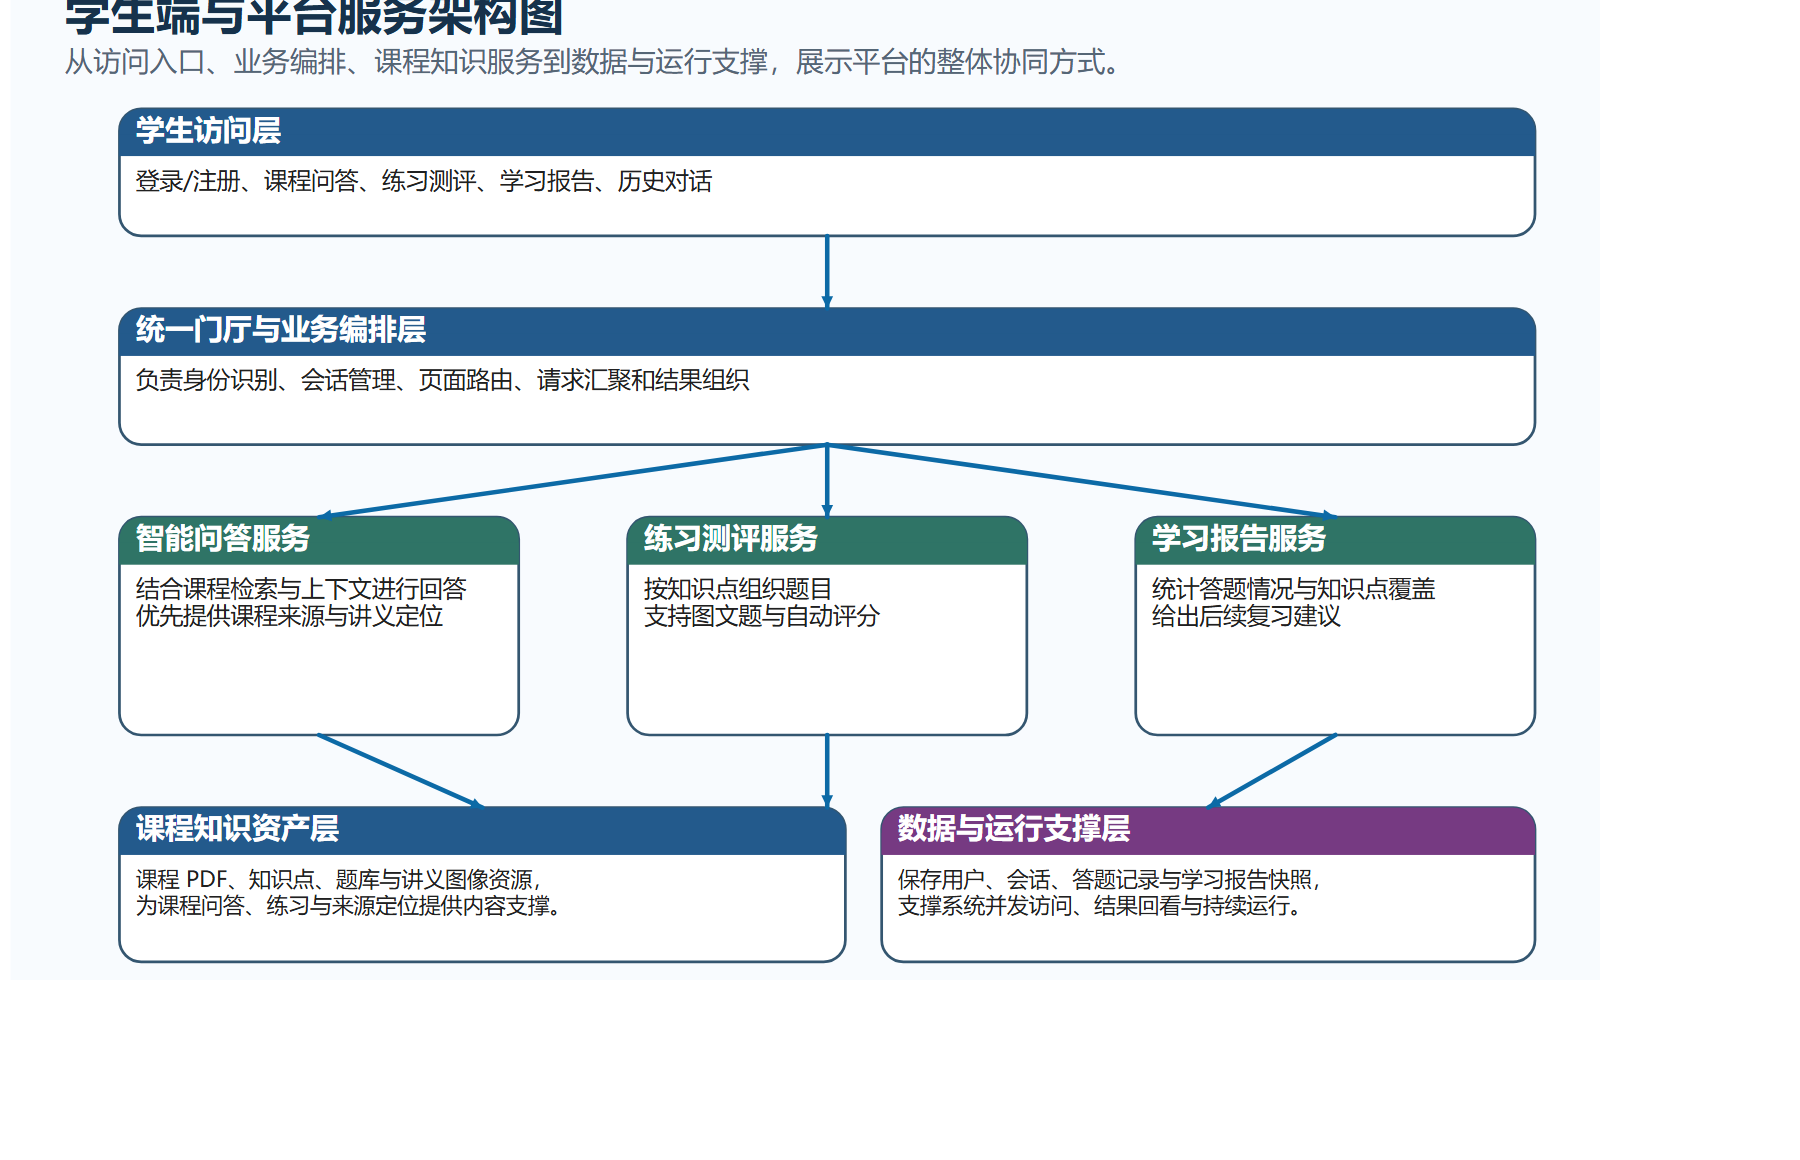 学生端与平台服务架构图
从访问入口、业务编排、课程知识服务到数据与运行支撑，展示平台的整体协同方式。
学生访问层
登录/注册、课程问答、练习测评、学习报告、历史对话
统一门厅与业务编排层
负责身份识别、会话管理、页面路由、请求汇聚和结果组织
智能问答服务
结合课程检索与上下文进行回答
优先提供课程来源与讲义定位
练习测评服务
按知识点组织题目
支持图文题与自动评分
学习报告服务
统计答题情况与知识点覆盖
给出后续复习建议
课程知识资产层
课程 PDF、知识点、题库与讲义图像资源，
为课程问答、练习与来源定位提供内容支撑。
数据与运行支撑层
保存用户、会话、答题记录与学习报告快照，
支撑系统并发访问、结果回看与持续运行。